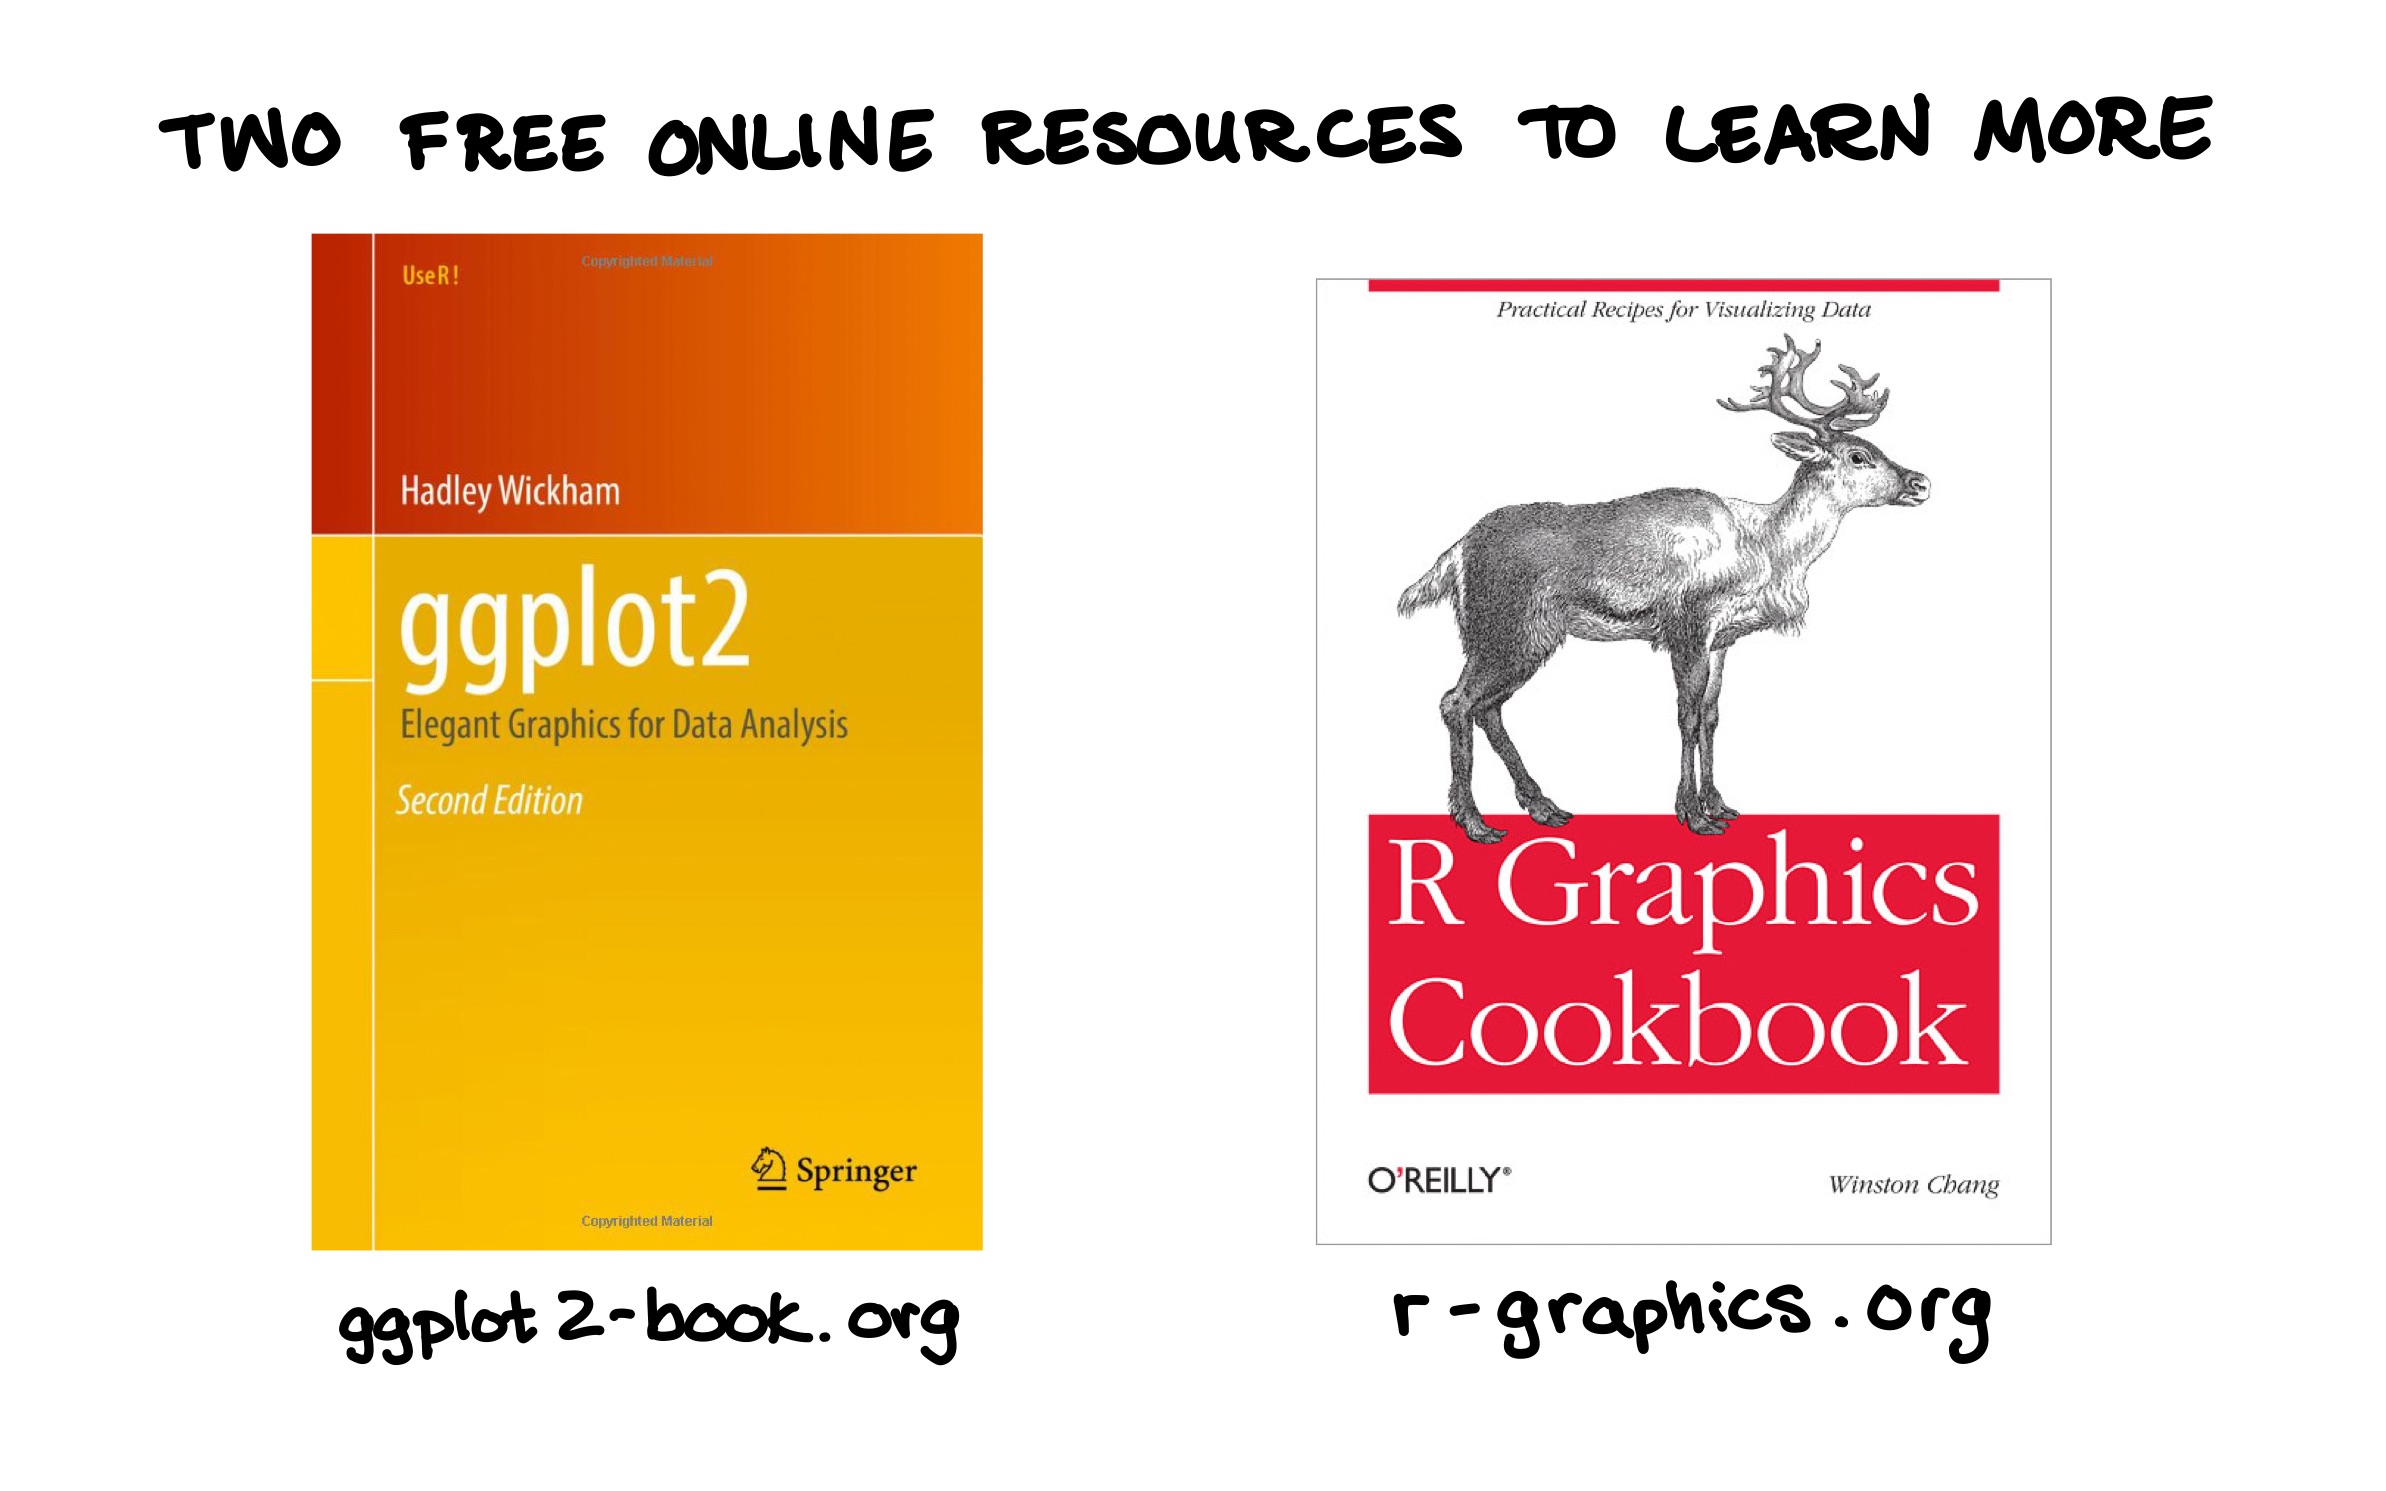 TWO FREE ONLINE RESOURCES TO LEARN MORE
UseR!
Copyrighted Material
Hadley Wickham
ggplot2
Elegant Graphics for Data Analysis
Second Edition
Springer
Copyrighted Material
ggplot2-book.org
Practical Recipes for Visualizing Data
R Graphics
Cookbook
O'REILLY®
Winston Chang
r-graphics.org